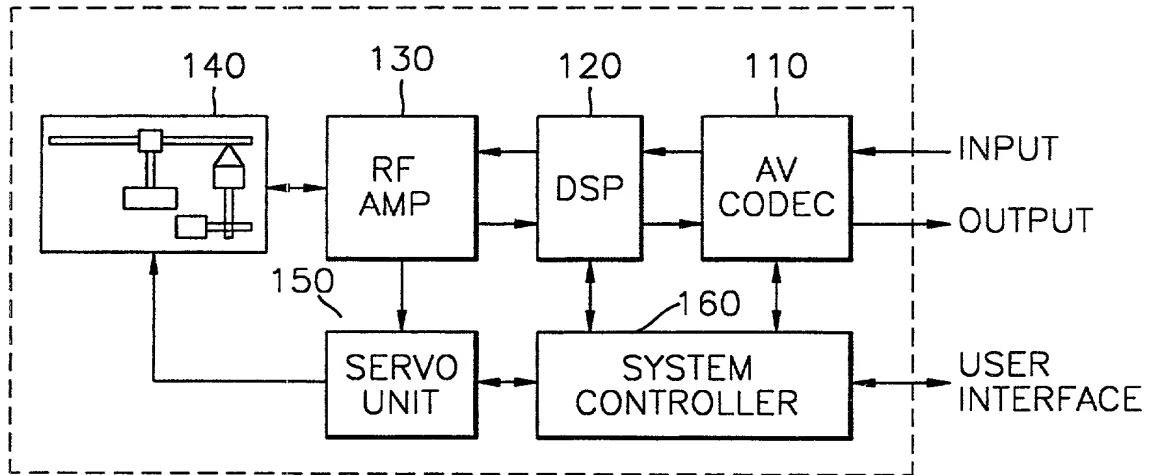 140
130
120
110
RF
AMP
DSP
AV
CODEC
INPUT
OUTPUT
150
160
SERVO
UNIT
SYSTEM
CONTROLLER
USER
INTERFACE